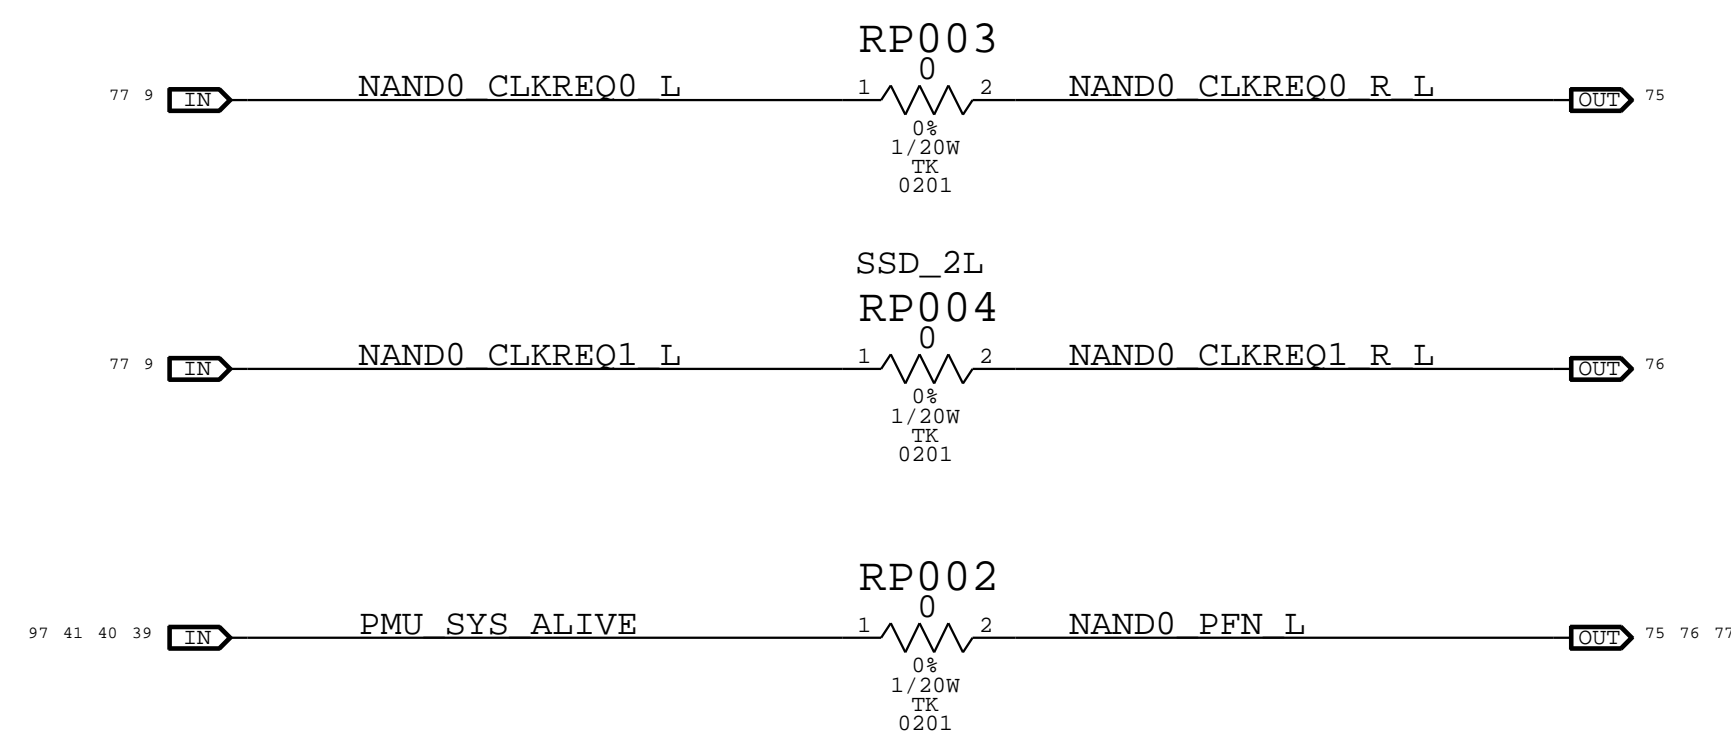 RP003
0
77 9 IN NAND0_CLKREQ0_L 1 2 NAND0_CLKREQ0_R_L OUT 75
0%
1/20W
TK
0201
SSD_2L
RP004
0
77 9 IN NAND0_CLKREQ1_L 1 2 NAND0_CLKREQ1_R_L OUT 76
0%
1/20W
TK
0201
RP002
0
97 41 40 39 IN PMU_SYS_ALIVE 1 2 NAND0_PFN_L OUT 75 76 77
0%
1/20W
TK
0201